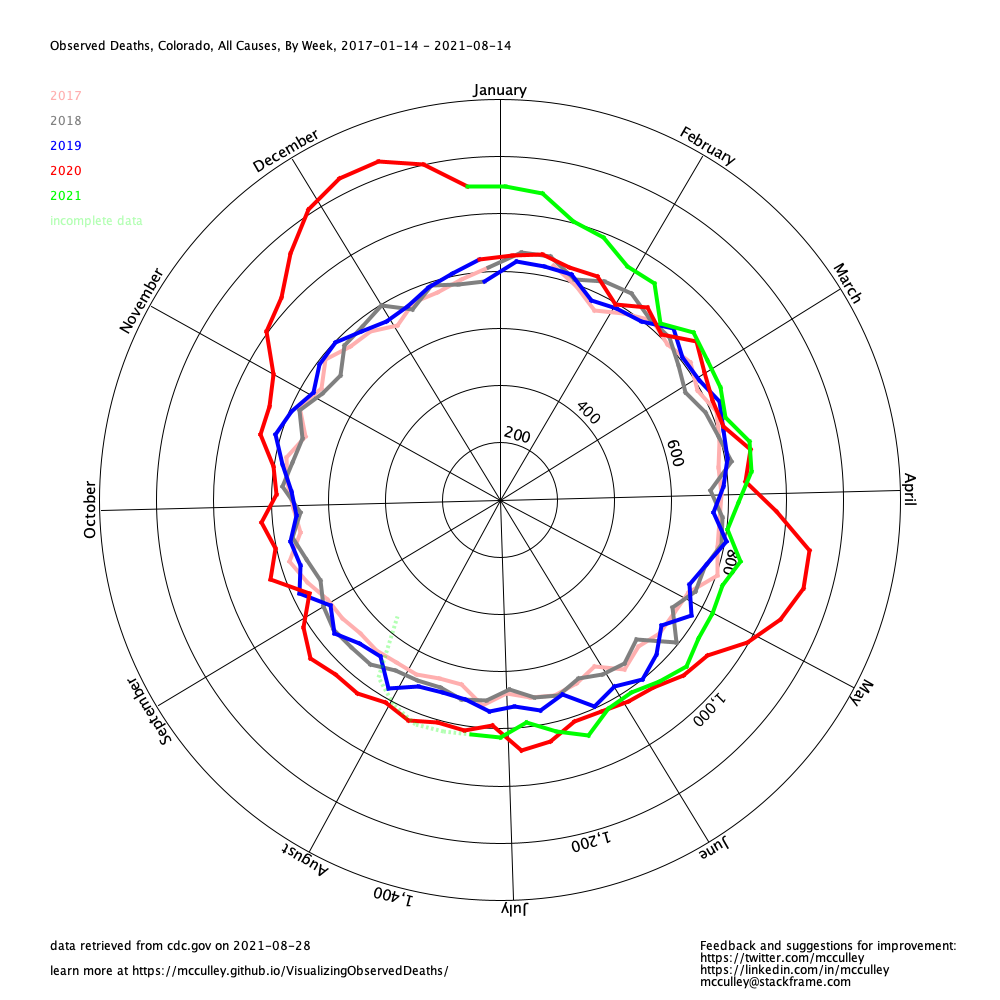 Observed Deaths, Colorado, All Causes, By Week, 2017-01-14 - 2021-08-14
2017
2018
2019
2020
2021
incomplete data
January
February
March
April
May
June
July
August
September
October
November
December
200
400
600
800
1,000
1,200
1,400
data retrieved from cdc.gov on 2021-08-28
learn more at https://mcculley.github.io/VisualizingObservedDeaths/
Feedback and suggestions for improvement:
https://twitter.com/mcculley
https://linkedin.com/in/mcculley
mcculley@stackframe.com